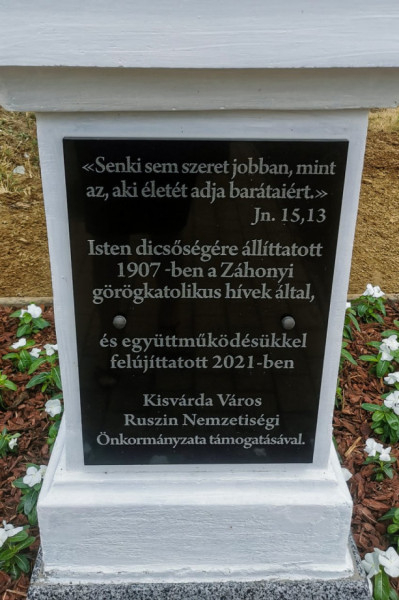 «Senki sem szeret jobban, mint
az, aki életét adja barátaiért.»
Jn. 15,13
Isten dicsőségére állíttatott
1907 -ben a Záhonyi
görögkatolikus hívek által,
és együttműködésükkel
felújíttatott 2021-ben
Kisvárda Város
Ruszin Nemzetiségi
Önkormányzata támogatásával.